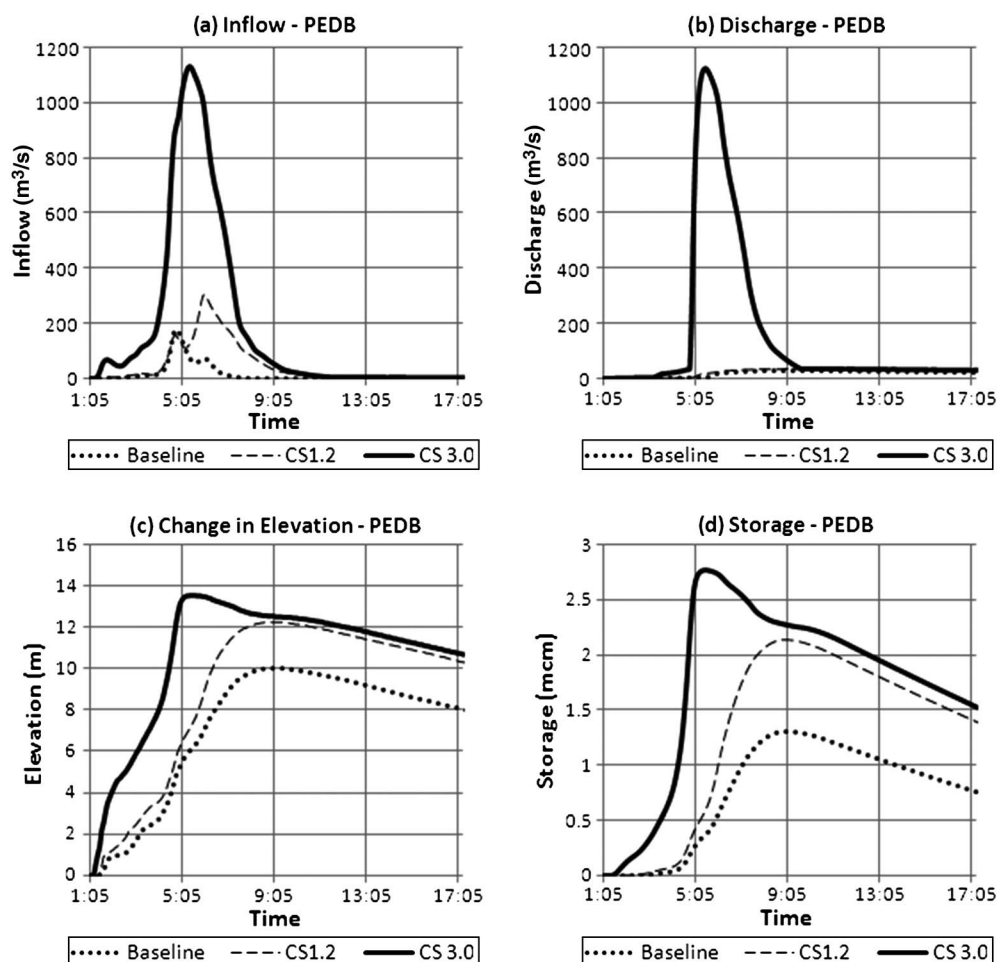 (a) Inflow - PEDB
1200
1000
800
600
400
200
0
Inflow (m³/s)
1:05 5:05 9:05 13:05 17:05
Time
Baseline CS1.2 CS 3.0
(b) Discharge - PEDB
1200
1000
800
600
400
200
0
Discharge (m³/s)
1:05 5:05 9:05 13:05 17:05
Time
Baseline CS1.2 CS 3.0
(c) Change in Elevation - PEDB
16
14
12
10
8
6
4
2
0
Elevation (m)
1:05 5:05 9:05 13:05 17:05
Time
Baseline CS1.2 CS 3.0
(d) Storage - PEDB
3
2.5
2
1.5
1
0.5
0
Storage (mcm)
1:05 5:05 9:05 13:05 17:05
Time
Baseline CS1.2 CS 3.0